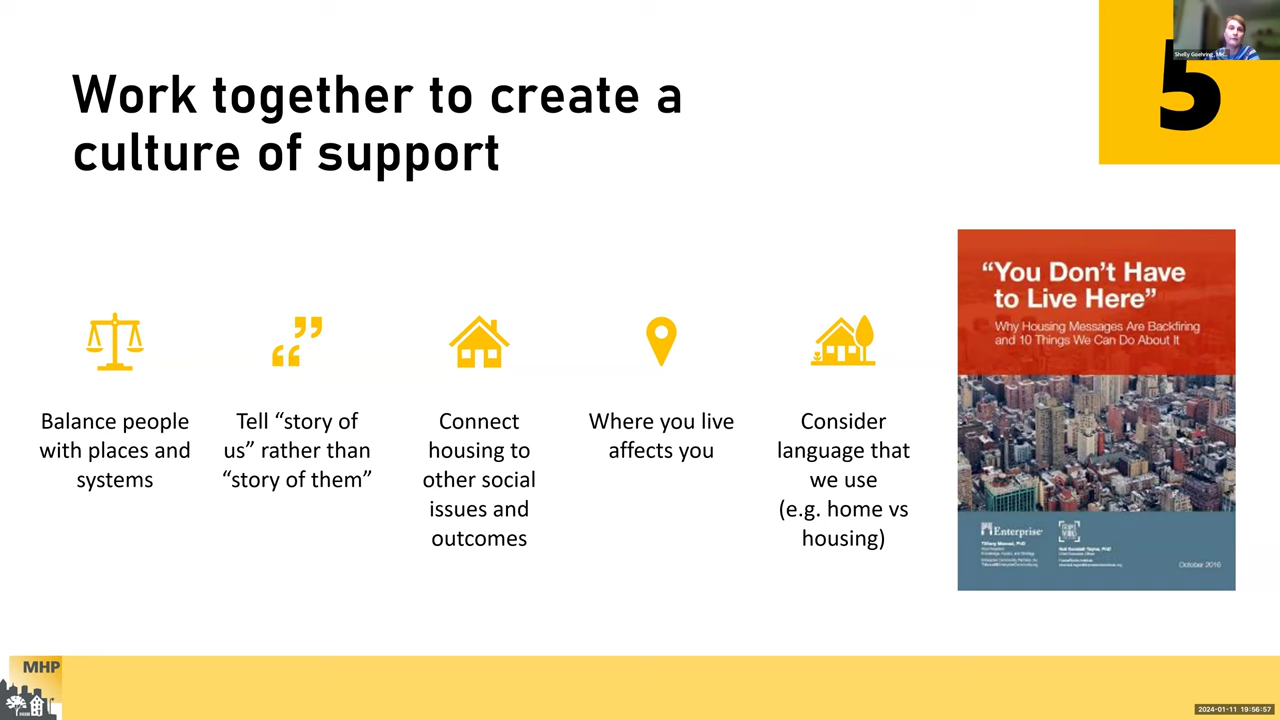 Work together to create a
culture of support
5
Shelly Goehring,
Balance people
with places and
systems
Tell “story of
us” rather than
“story of them”
Connect
housing to
other social
issues and
outcomes
Where you live
affects you
Consider
language that
we use
(e.g. home vs
housing)
“You Don’t Have
to Live Here”
Why Housing Messages Are Backfiring
and 10 Things We Can Do About It
Enterprise
October 2016
MHP
2024-01-11 19:56:57